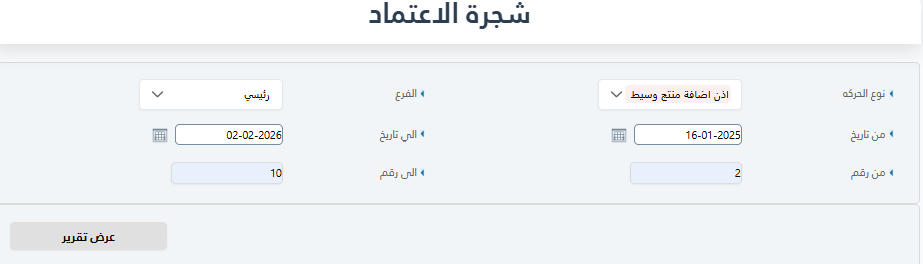 شجرة الاعتماد
نوع الحركه اذن اضافة منتج وسيط الفرع رئيسي
من تاريخ 16-01-2025 الي تاريخ 02-02-2026
من رقم 2 الى رقم 10
عرض تقرير